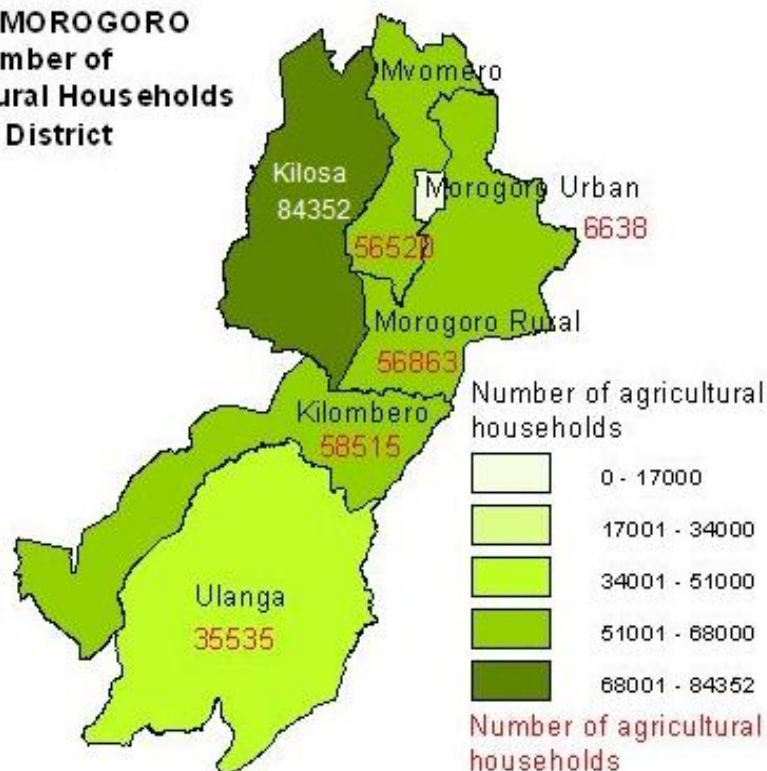 MOROGORO
mber of
ural Households
District
Mvomero
Kilosa
84352
Morogoro Urban
6638
56520
Morogoro Rural
56863
Kilombero
58515
Ulanga
35535
Number of agricultural
households
0 - 17000
17001 - 34000
34001 - 51000
51001 - 68000
68001 - 84352
Number of agricultural
households